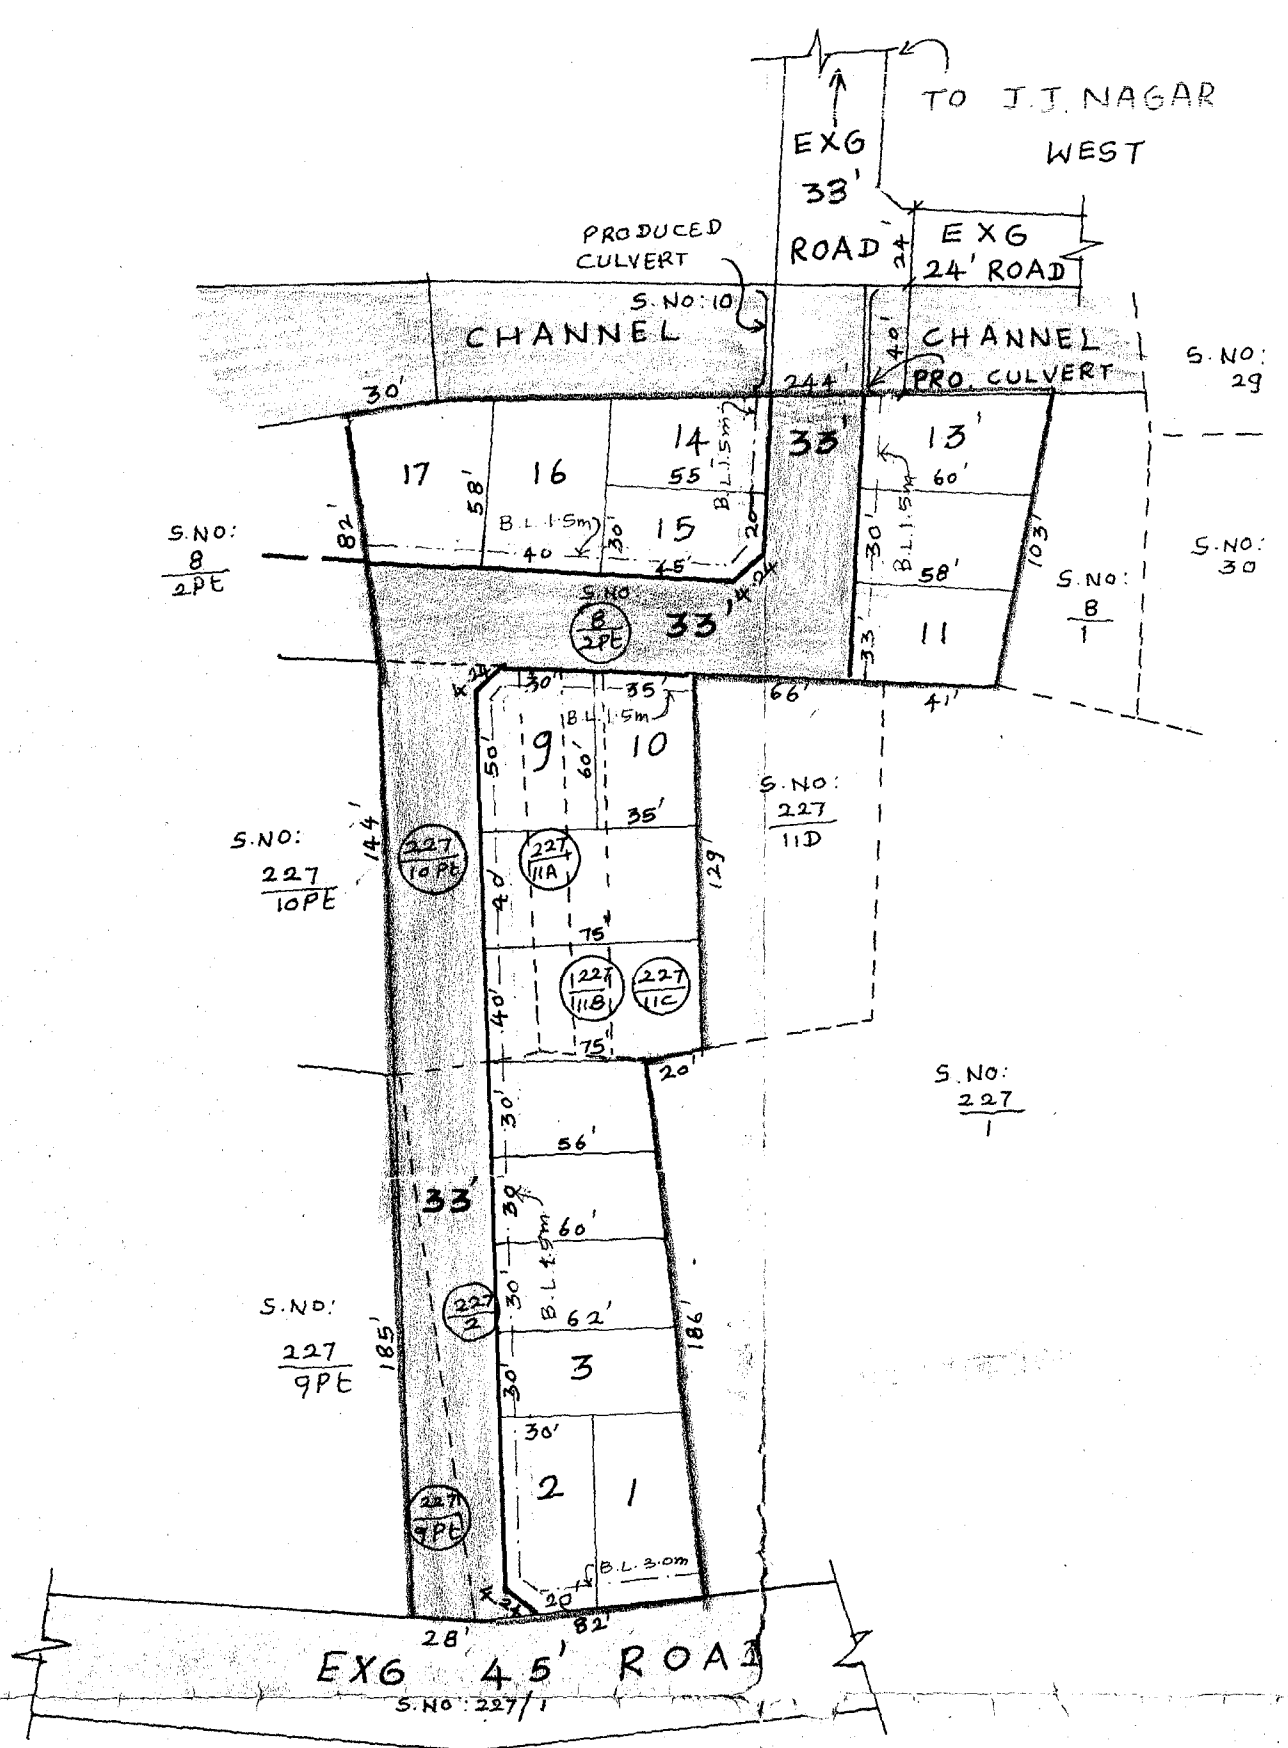 TO J.J. NAGAR
WEST
EXG
33'
ROAD
24'
EXG
24' ROAD
PRODUCED
CULVERT
S.NO:10
CHANNEL
40'
CHANNEL
PRO. CULVERT
S.NO:
29
30'
244'
33'
17
58'
16
14
55'
B.L.1.5m
13
60'
B.L.1.5m
82'
B.L.1.5m
40
30'
15
45'
20'
24
30'
58'
103'
S.NO:
8
2Pt
S.NO:
30
S.NO:
8
1
S.NO
8
2Pt
33'
33'
11
24
30'
35'
66'
41'
B.L.1.5m
50'
9
60'
10
35'
S.NO:
227
11D
144'
S.NO:
227
10Pt
227
10Pt
227
11A
129'
40'
75'
227
11B
227
11C
40'
75'
20'
S.NO:
227
1
30'
56'
33'
30
60'
B.L.1.5m
30'
62'
227
2
S.NO:
227
9Pt
185'
186'
3
30'
30'
2
1
227
9Pt
B.L.3.0m
24
20'
82'
28'
EXG 45' ROAD
S.NO:227/1